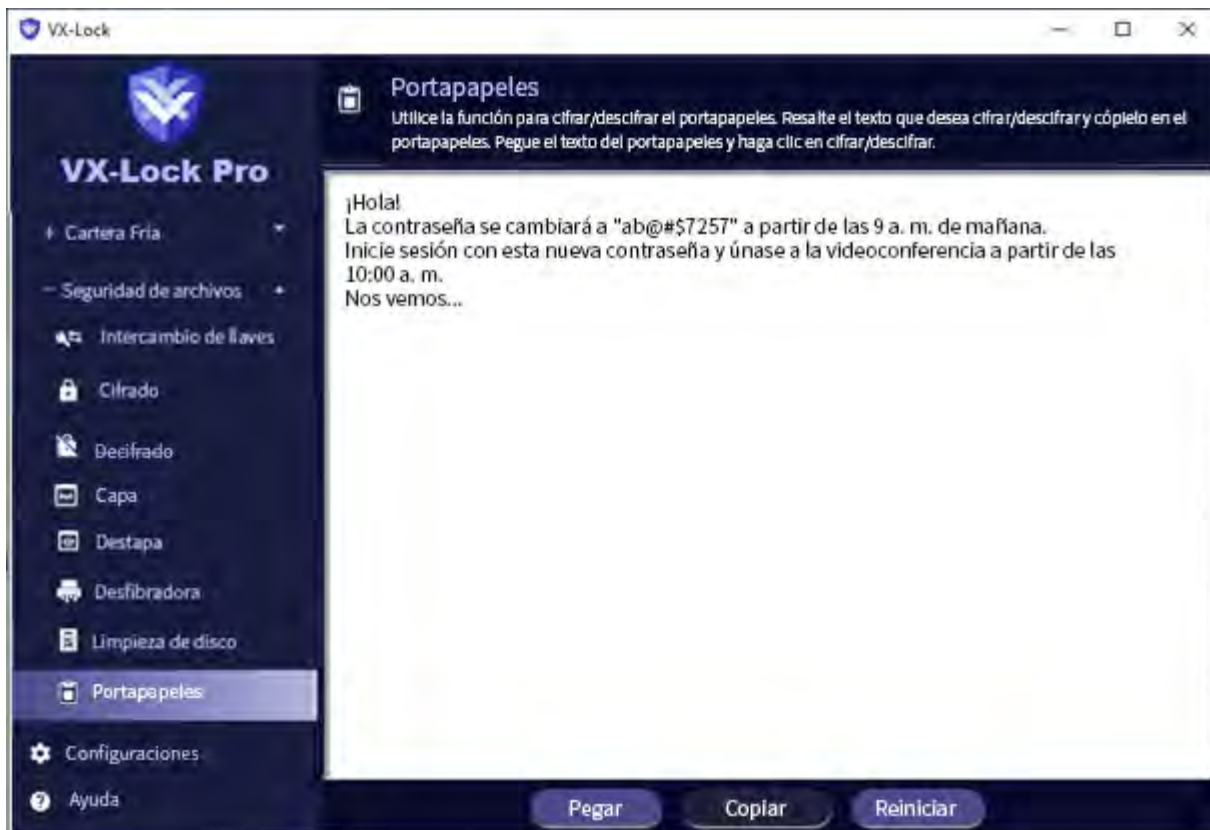 VX-Lock
VX-Lock Pro
+ Cartera Fria
− Seguridad de archivos
Intercambio de llaves
Cifrado
Decifrado
Capa
Destapa
Desfibradora
Limpieza de disco
Portapapeles
Configuraciones
Ayuda
Portapapeles
Utilice la función para cifrar/descifrar el portapapeles. Resalte el texto que desea cifrar/descifrar y cópielo en el
portapapeles. Pegue el texto del portapapeles y haga clic en cifrar/descifrar.
¡Hola!
La contraseña se cambiará a "ab@#$7257" a partir de las 9 a. m. de mañana.
Inicie sesión con esta nueva contraseña y únase a la videoconferencia a partir de las
10:00 a. m.
Nos vemos...
Pegar
Copiar
Reiniciar